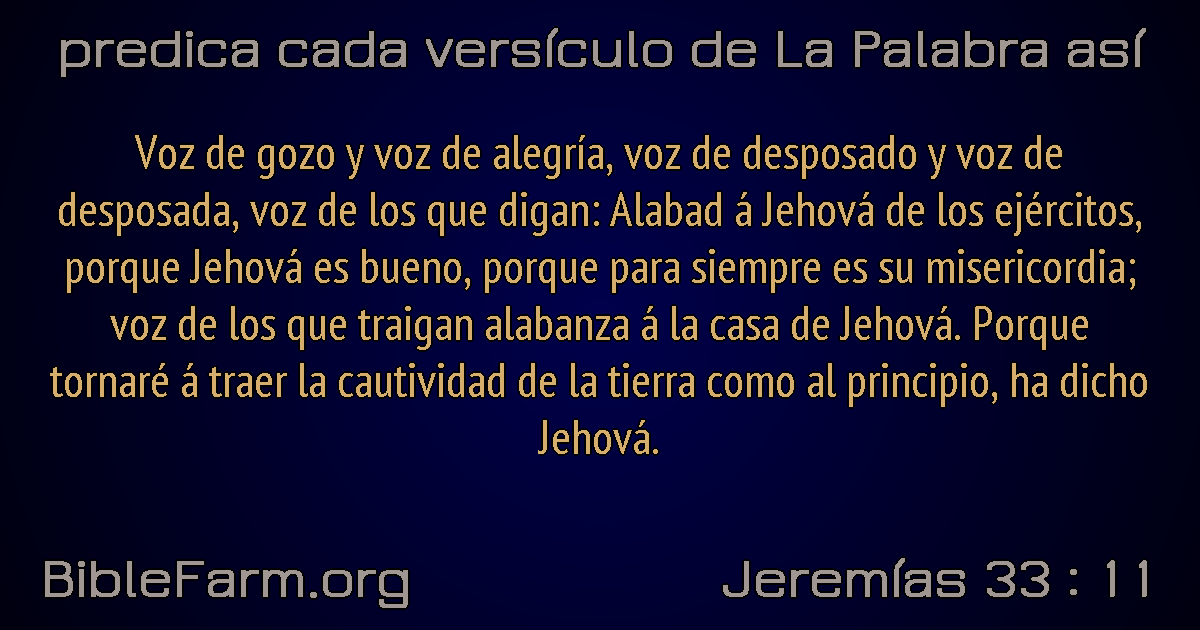 predica cada versículo de La Palabra así
Voz de gozo y voz de alegría, voz de desposado y voz de
desposada, voz de los que digan: Alabad á Jehová de los ejércitos,
porque Jehová es bueno, porque para siempre es su misericordia;
voz de los que traigan alabanza á la casa de Jehová. Porque
tornaré á traer la cautividad de la tierra como al principio, ha dicho
Jehová.
BibleFarm.org
Jeremías 33 : 11